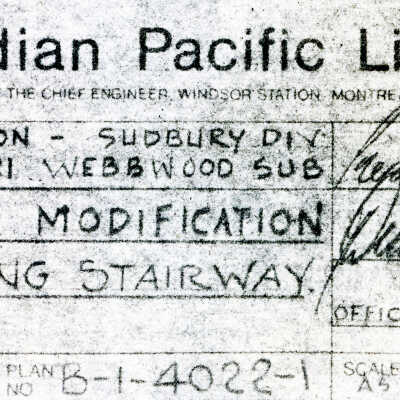 dian Pacific Li
THE CHIEF ENGINEER, WINDSOR STATION, MONTRE
ON - SUDBURY DIV.
WEBBWOOD SUB
MODIFICATION
NG STAIRWAY.
OFFIC
PLAN NO B-1-4022-1
SCALE
AS